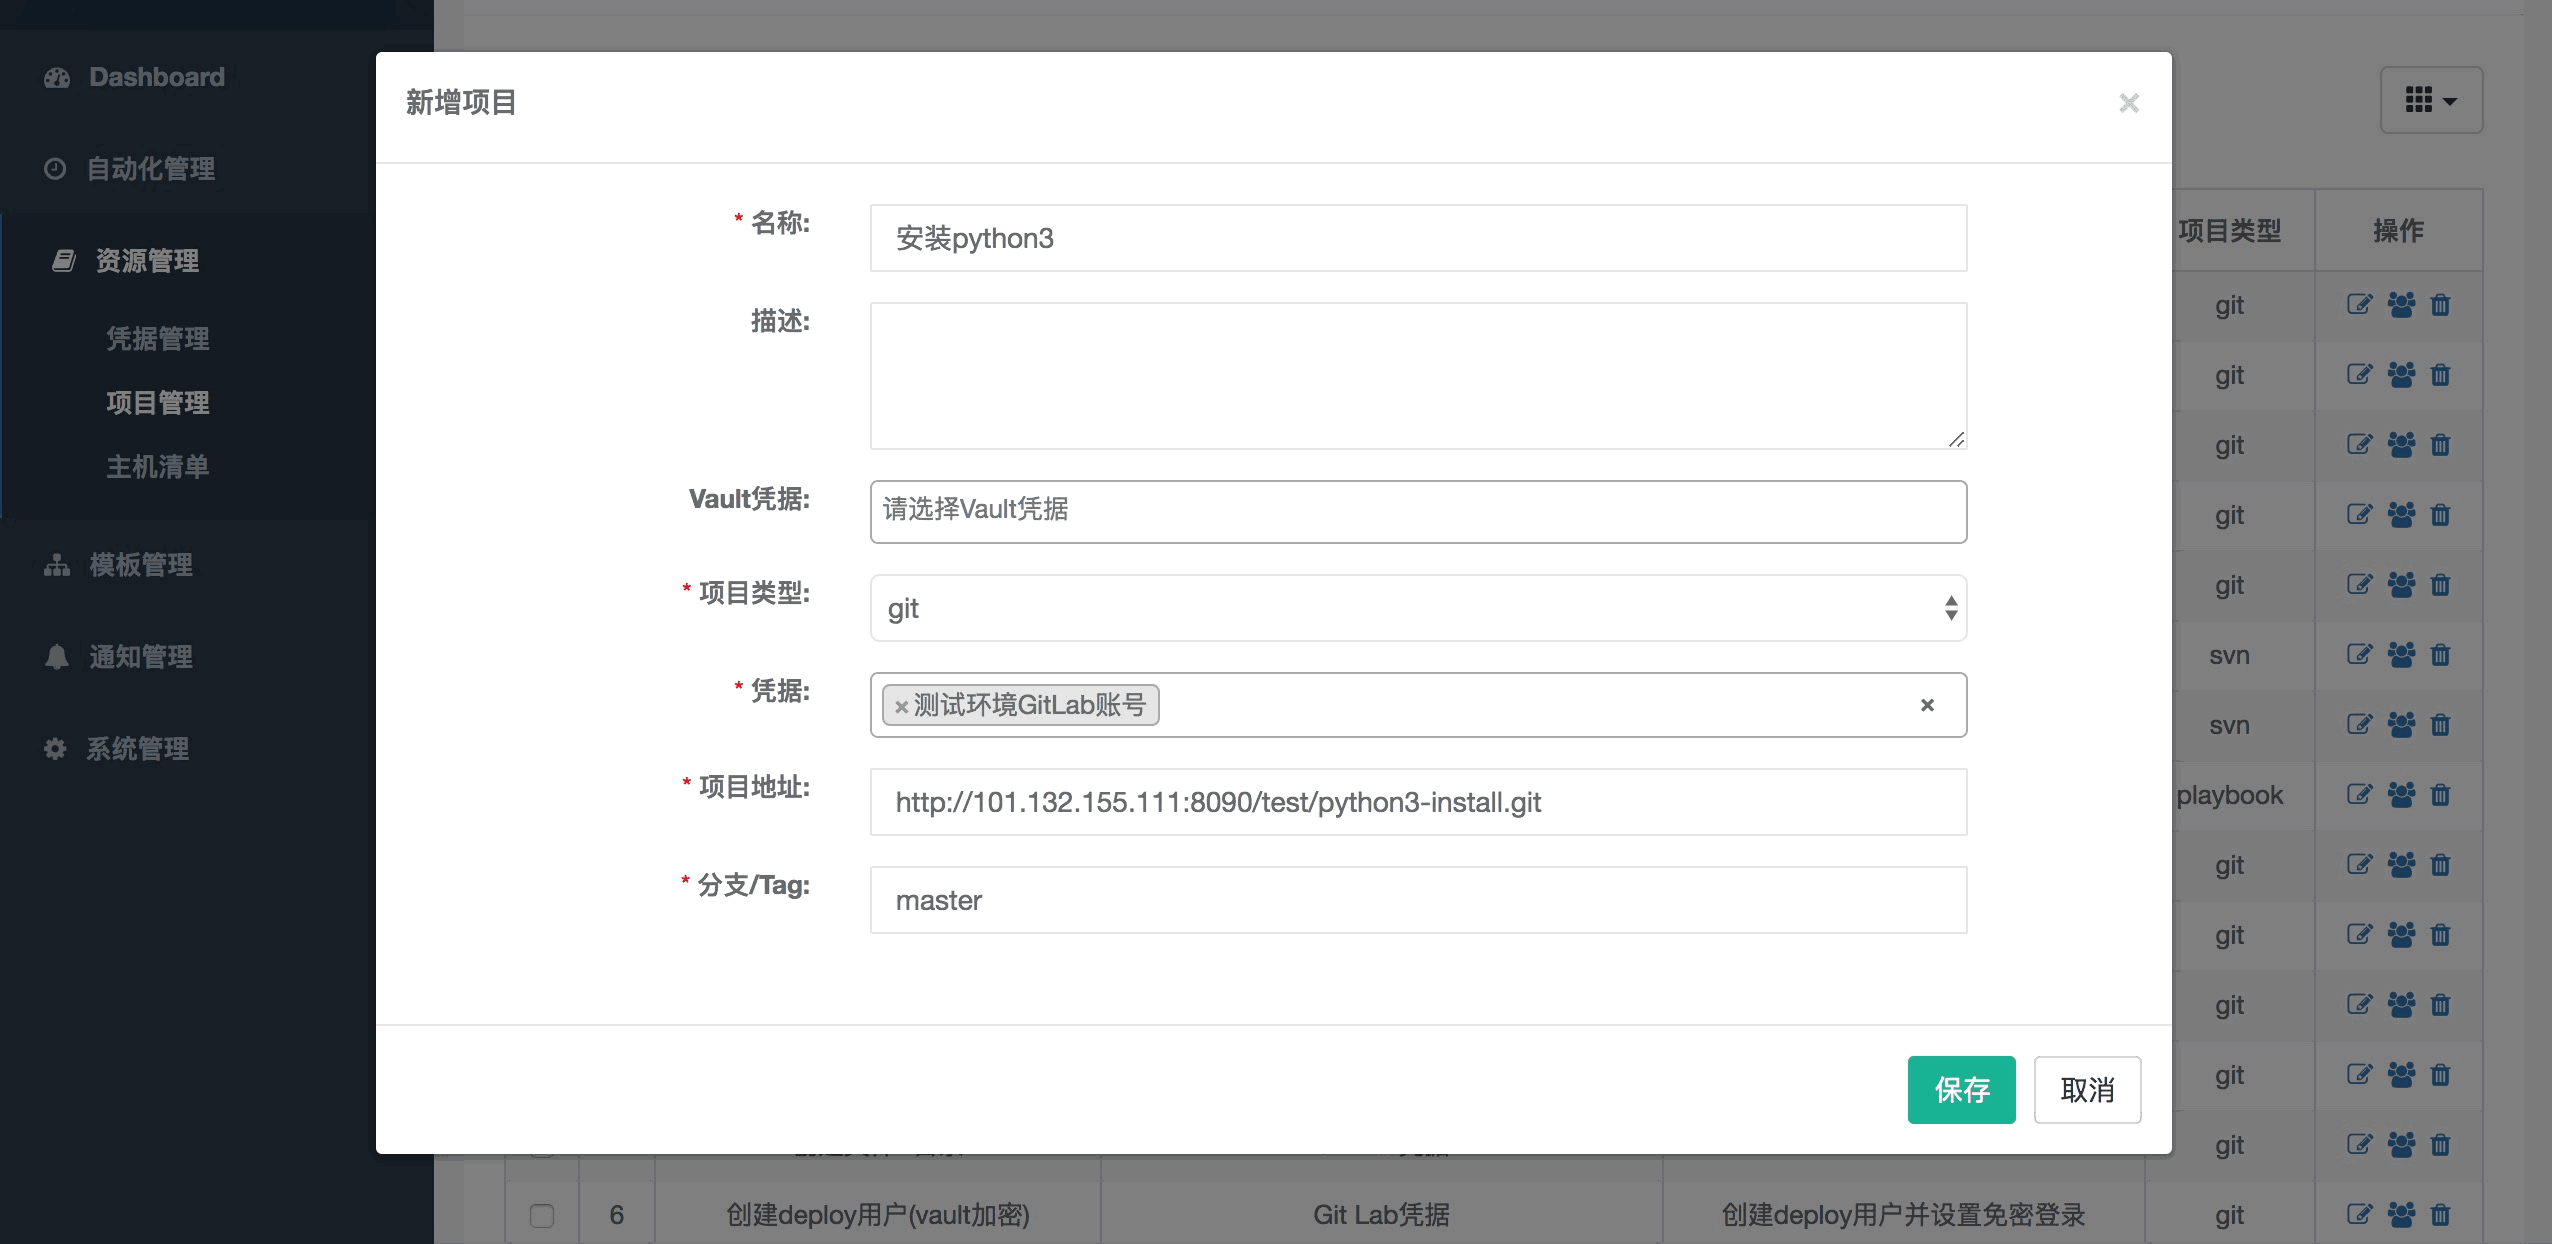 Dashboard
自动化管理
资源管理
凭据管理
项目管理
主机清单
模板管理
通知管理
系统管理
新增项目
×
* 名称:
安装python3
描述:
Vault凭据:
请选择Vault凭据
* 项目类型:
git
* 凭据:
×测试环境GitLab账号 ×
* 项目地址:
http://101.132.155.111:8090/test/python3-install.git
* 分支/Tag:
master
保存 取消
项目类型 操作
git
git
git
git
git
svn
svn
playbook
git
git
git
git
git
6 创建deploy用户(vault加密) Git Lab凭据 创建deploy用户并设置免密登录 git